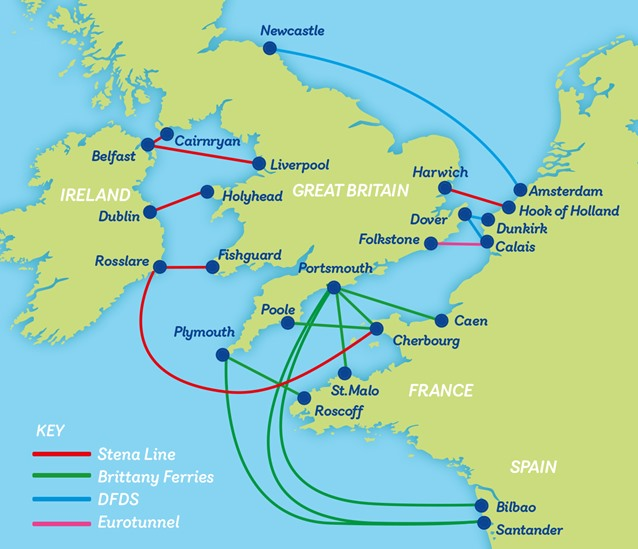 Newcastle
Cairnryan
Belfast
Liverpool
IRELAND
Holyhead
GREAT BRITAIN
Harwich
Amsterdam
Hook of Holland
Dublin
Dover
Dunkirk
Folkstone
Calais
Rosslare
Fishguard
Portsmouth
Poole
Caen
Plymouth
Cherbourg
St.Malo
FRANCE
Roscoff
KEY
Stena Line
Brittany Ferries
DFDS
Eurotunnel
SPAIN
Bilbao
Santander